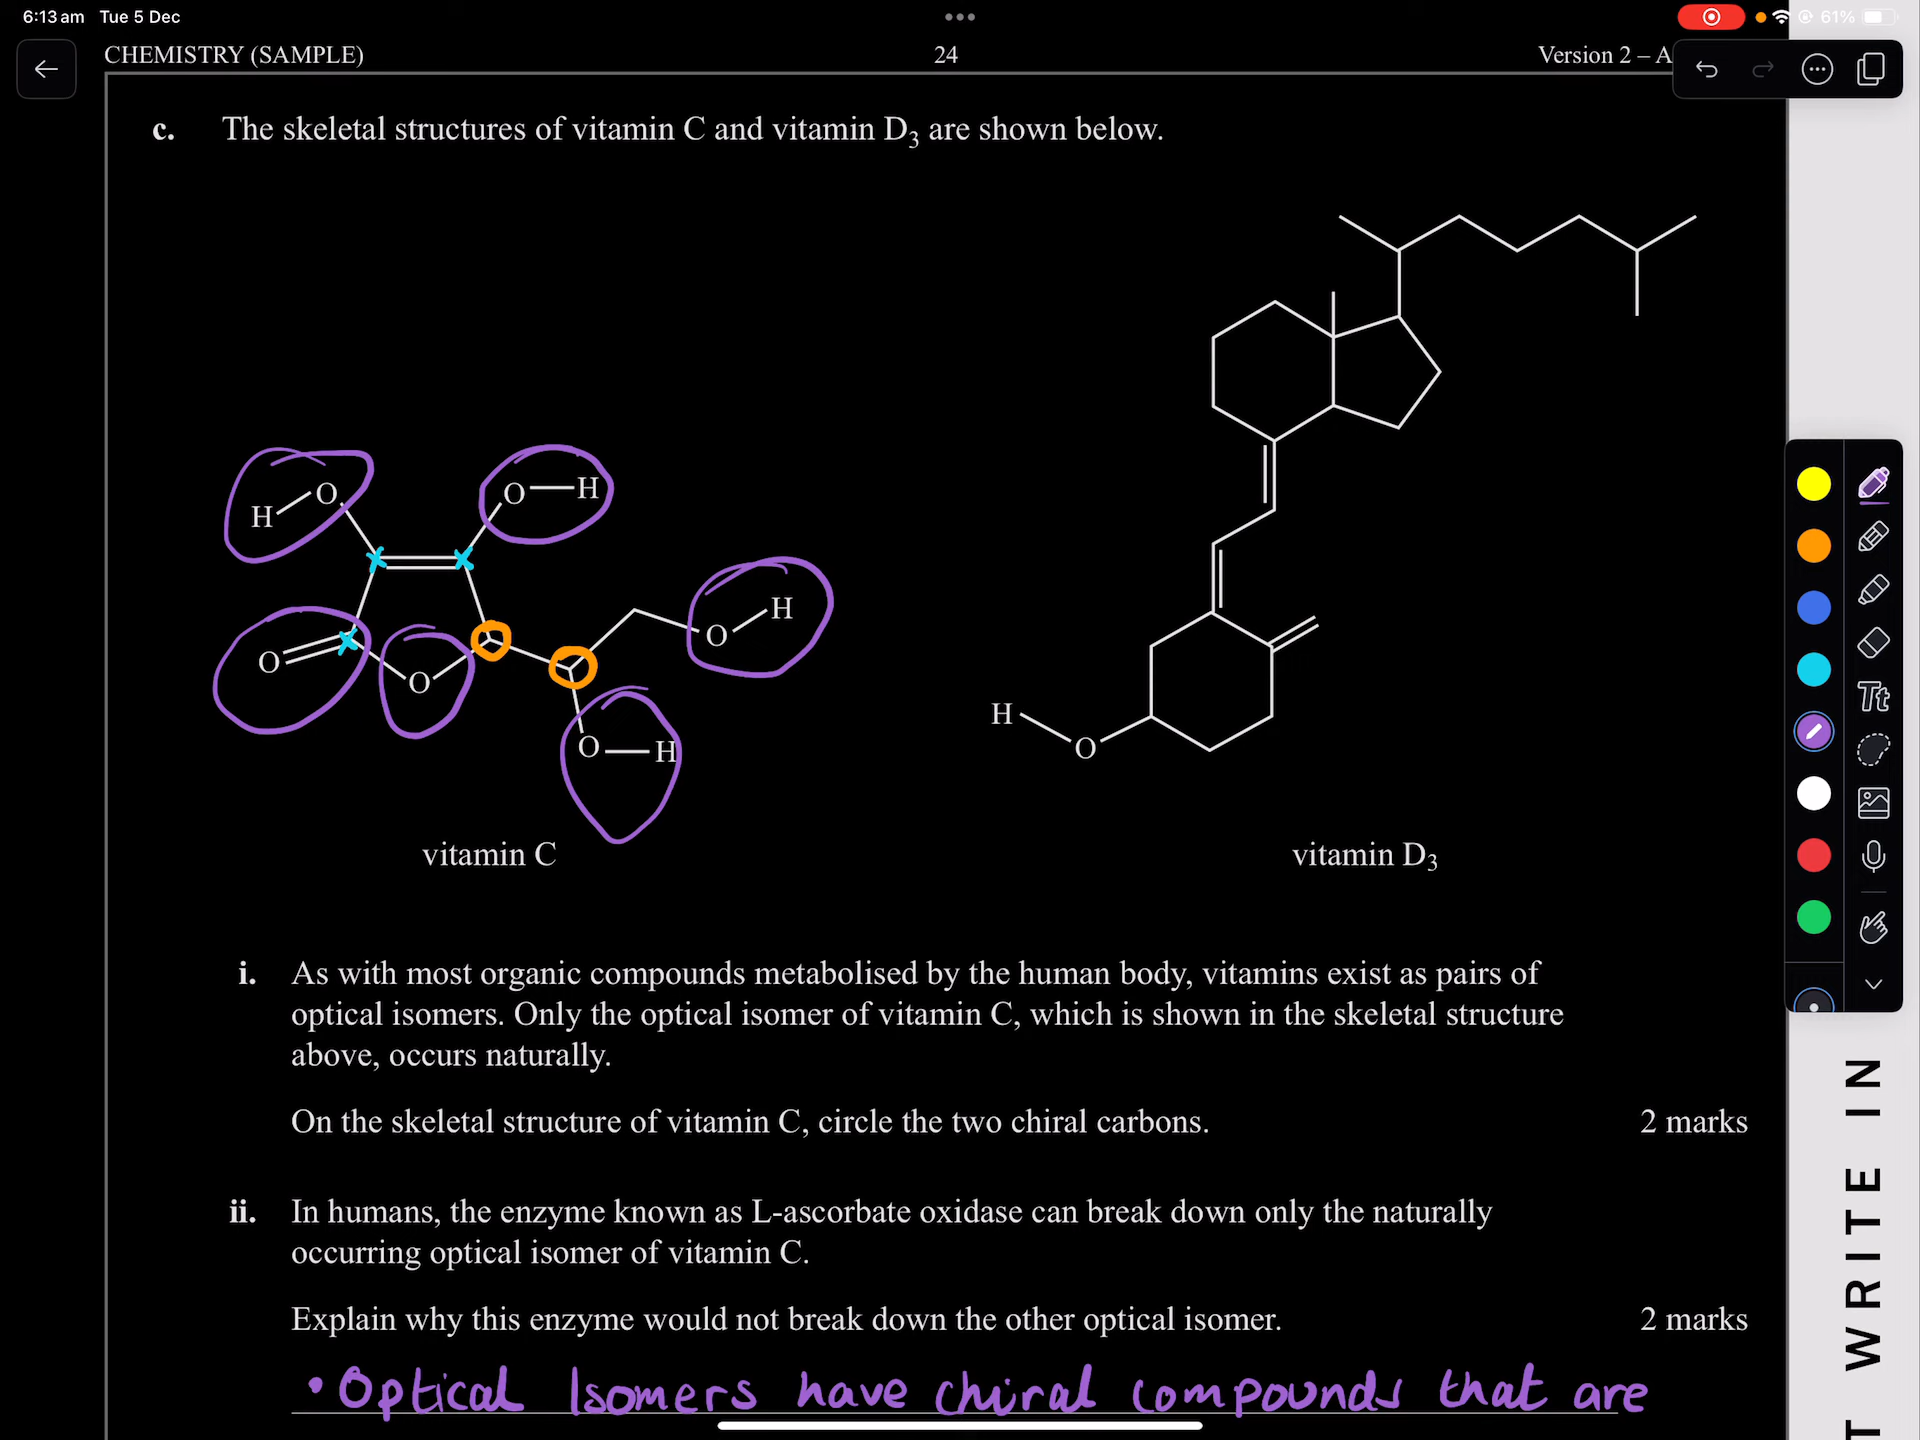 6:13 am Tue 5 Dec
61%
CHEMISTRY (SAMPLE) 24 Version 2 – A
c. The skeletal structures of vitamin C and vitamin D₃ are shown below.
H O
O H
O H
O
O
O H
H O
vitamin C vitamin D₃
i. As with most organic compounds metabolised by the human body, vitamins exist as pairs of
optical isomers. Only the optical isomer of vitamin C, which is shown in the skeletal structure
above, occurs naturally.
On the skeletal structure of vitamin C, circle the two chiral carbons. 2 marks
ii. In humans, the enzyme known as L-ascorbate oxidase can break down only the naturally
occurring optical isomer of vitamin C.
Explain why this enzyme would not break down the other optical isomer. 2 marks
• Optical Isomers have chiral compounds that are
Tt
T WRITE IN